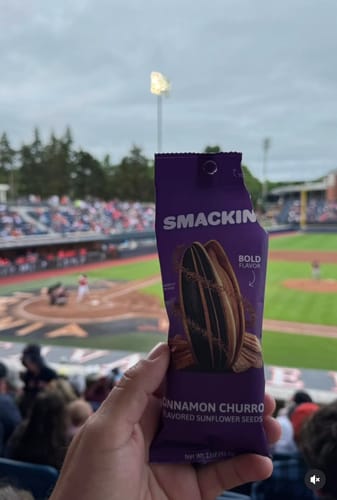 SMACKIN
BOLD
FLAVOR
INNAMON CHURRO
FLAVORED SUNFLOWER SEEDS